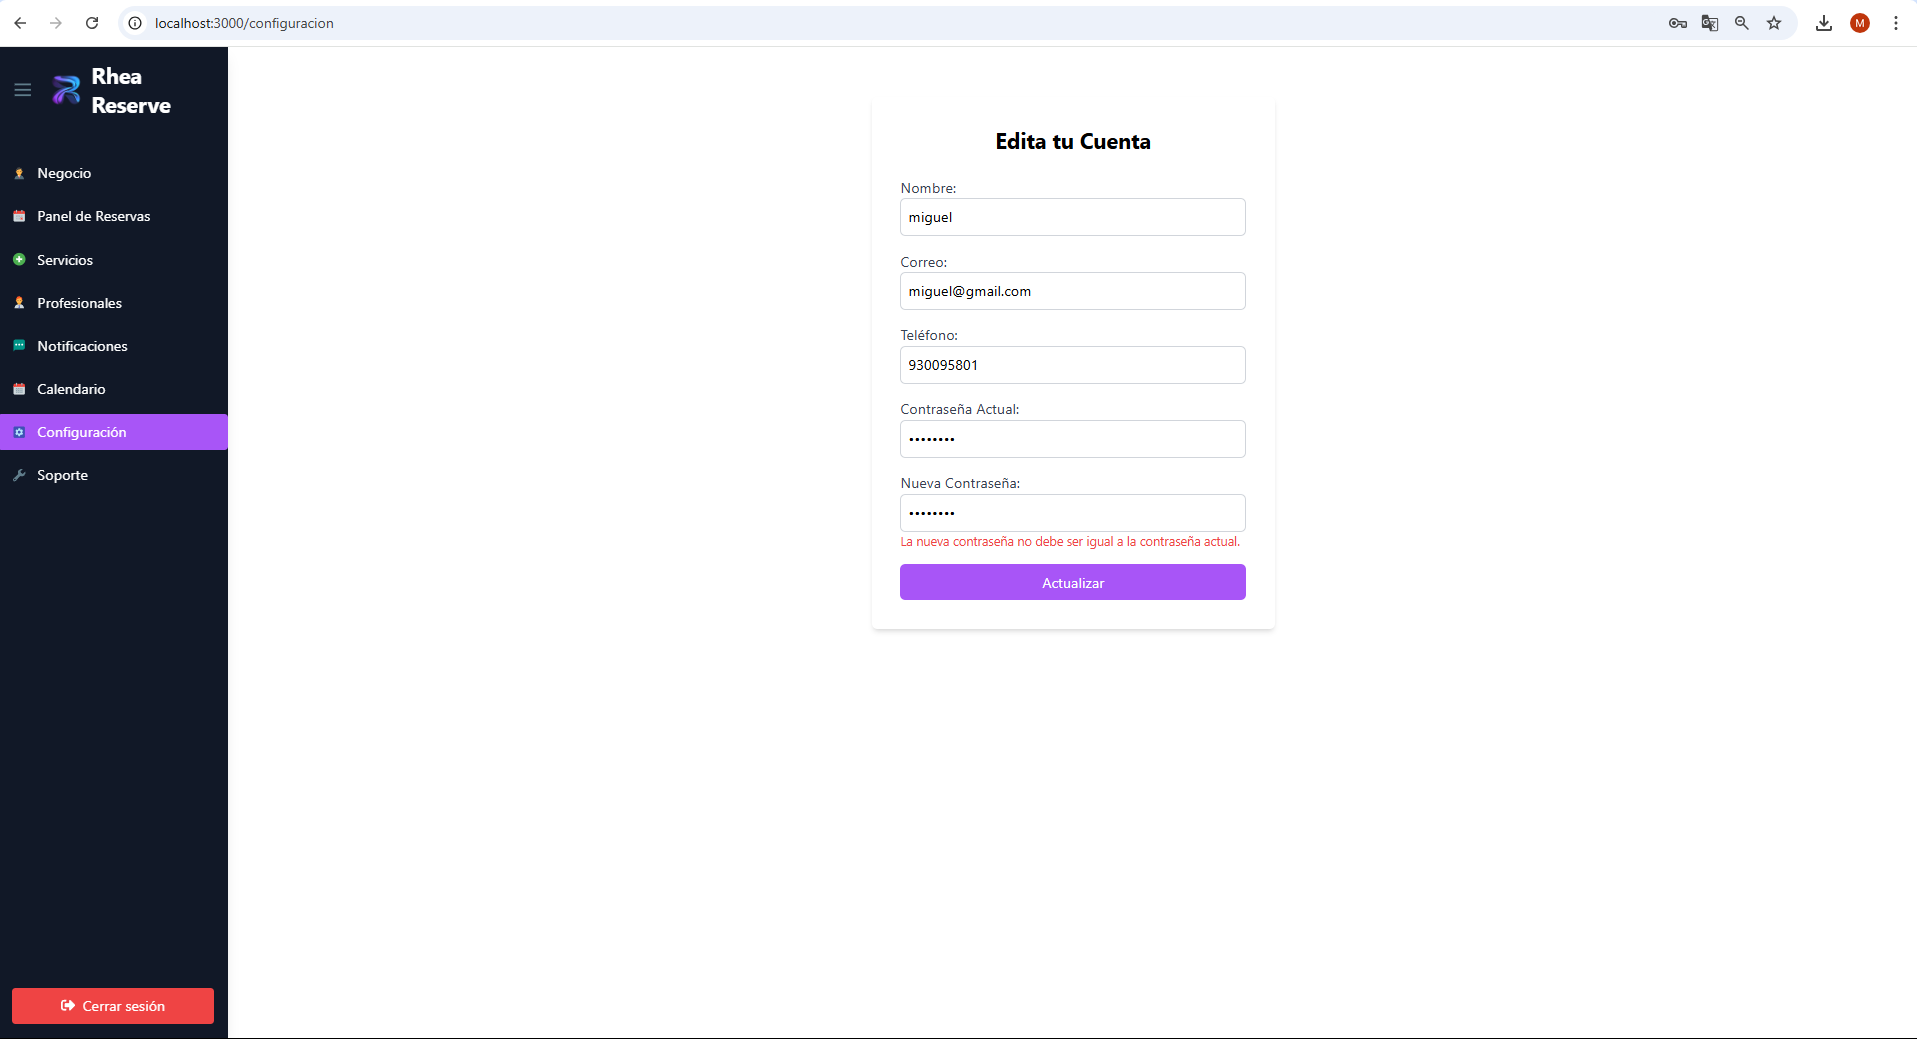 localhost:3000/configuracion
M
Rhea
Reserve
Negocio
Panel de Reservas
Servicios
Profesionales
Notificaciones
Calendario
Configuración
Soporte
Cerrar sesión
Edita tu Cuenta
Nombre:
miguel
Correo:
miguel@gmail.com
Teléfono:
930095801
Contraseña Actual:
••••••••
Nueva Contraseña:
••••••••
La nueva contraseña no debe ser igual a la contraseña actual.
Actualizar